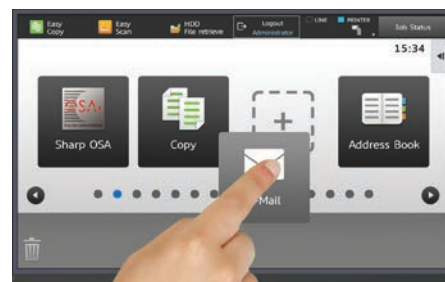 Easy Copy
Easy Scan
HDD File retrieve
Logout Administrator
LINE
PRINTER
Job Status
15:34
OSA
Sharp OSA
Copy
Mail
Address Book